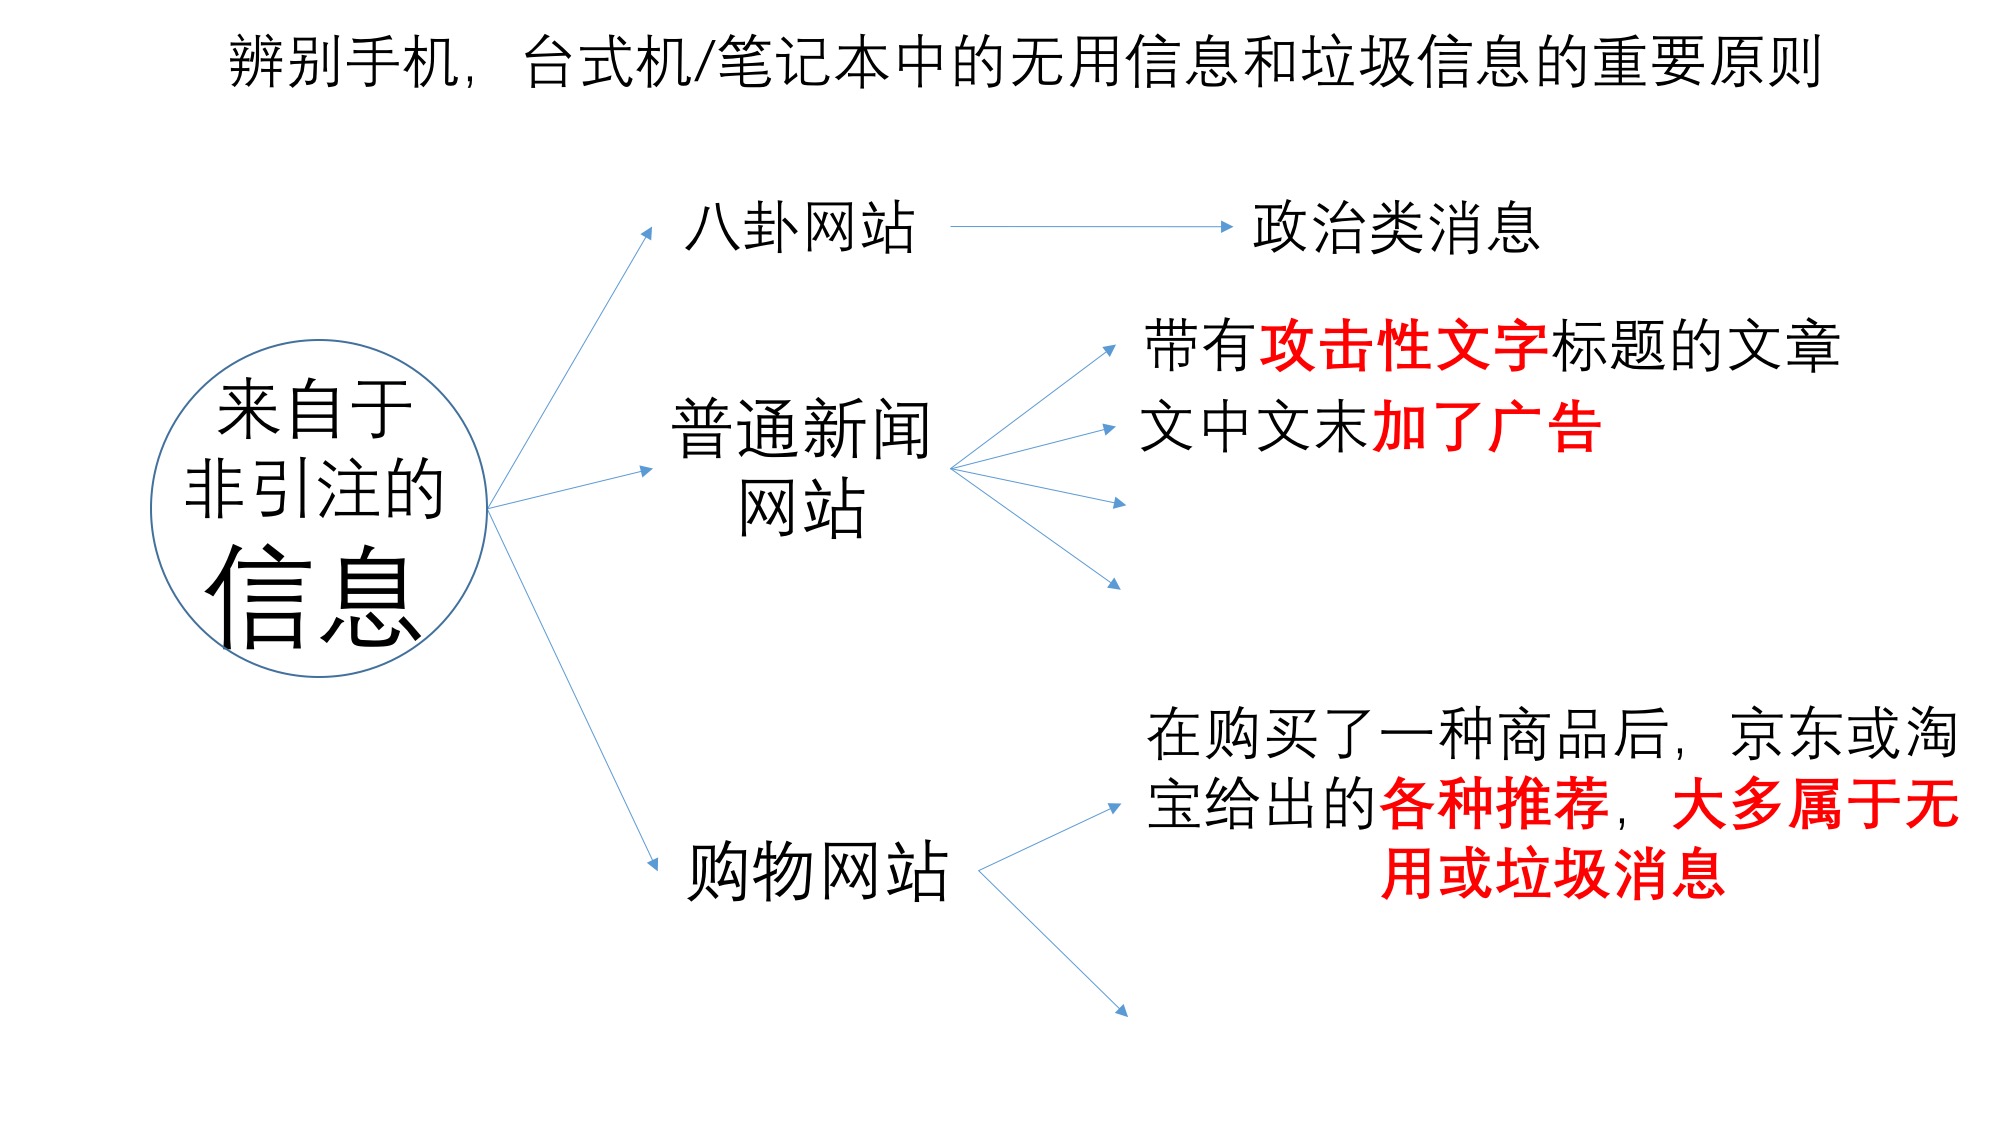 辨别手机，台式机/笔记本中的无用信息和垃圾信息的重要原则
八卦网站
政治类消息
来自于
非引注的
信息
普通新闻
网站
带有攻击性文字标题的文章
文中文末加了广告
购物网站
在购买了一种商品后，京东或淘
宝给出的各种推荐，大多属于无
用或垃圾消息